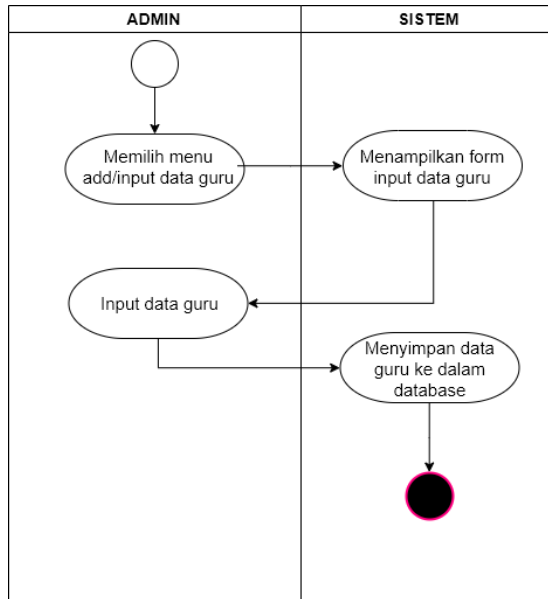 ADMIN
SISTEM
Memilih menu
add/input data guru
Menampilkan form
input data guru
Input data guru
Menyimpan data
guru ke dalam
database